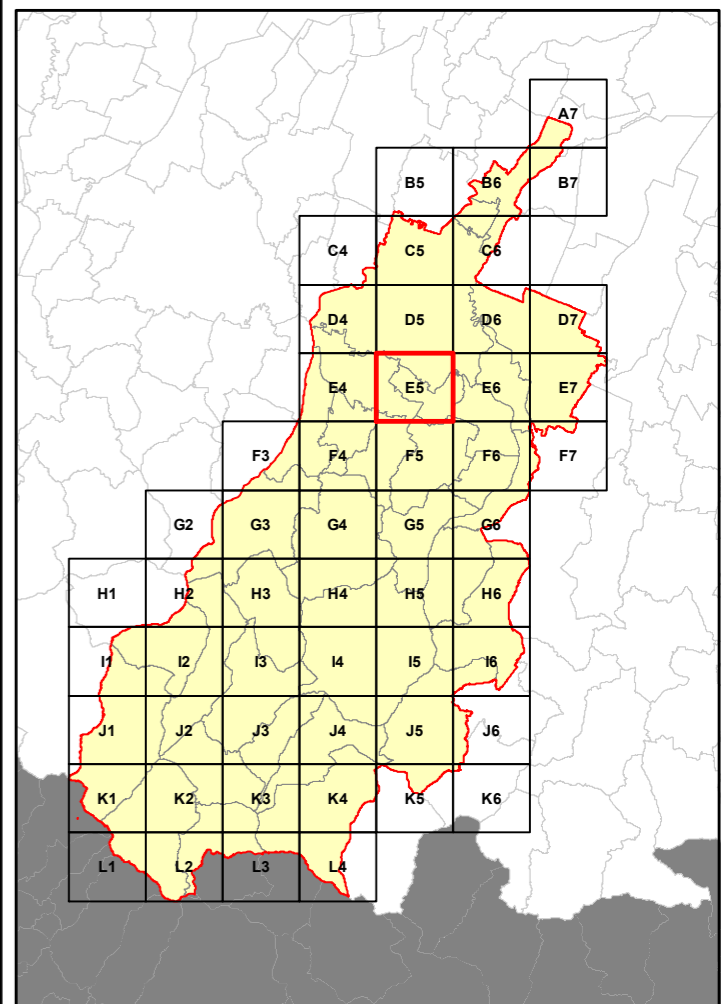 A7
B5 B6 B7
C4 C5 C6
D4 D5 D6 D7
E4 E5 E6 E7
F3 F4 F5 F6 F7
G2 G3 G4 G5 G6
H1 H2 H3 H4 H5 H6
I1 I2 I3 I4 I5 I6
J1 J2 J3 J4 J5 J6
K1 K2 K3 K4 K5 K6
L1 L2 L3 L4